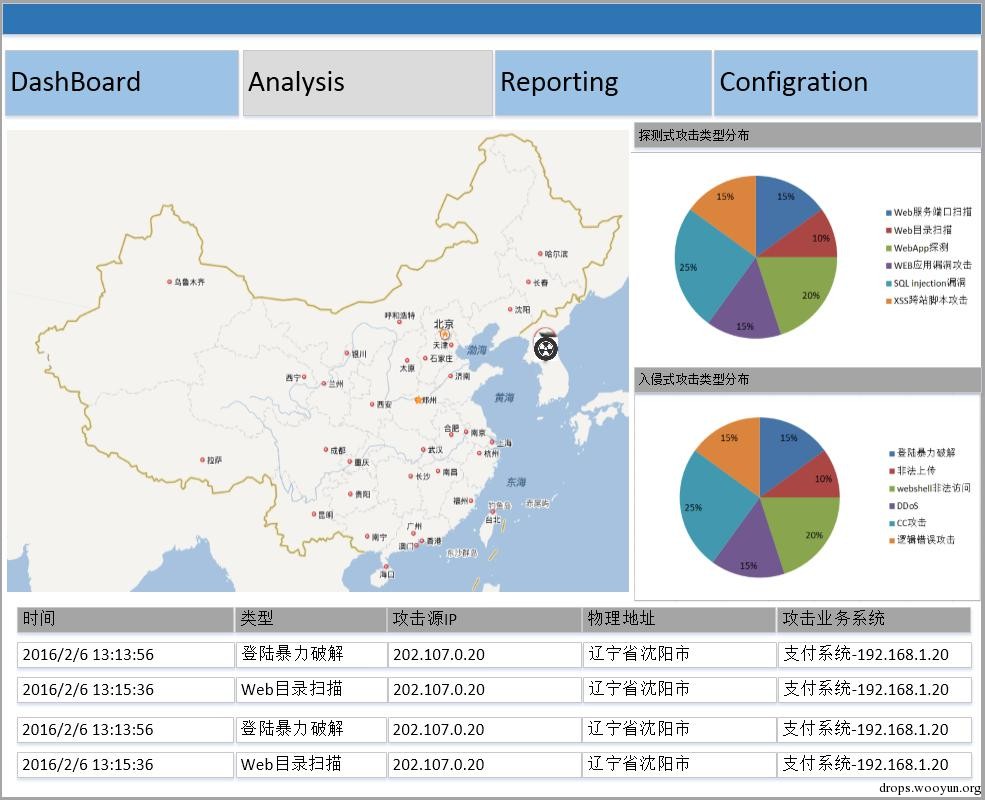 DashBoard
Analysis
Reporting
Configration
探测式攻击类型分布
15%
15%
10%
20%
15%
25%
Web服务端口扫描
Web目录扫描
WebApp探测
WEB应用漏洞攻击
SQL injection漏洞
XSS跨站脚本攻击
哈尔滨
乌鲁木齐
长春
沈阳
呼和浩特
北京
天津
渤海
银川
石家庄
太原
西宁
兰州
济南
西安
郑州
黄海
合肥
南京
上海
成都
武汉
杭州
拉萨
重庆
南昌
长沙
东海
贵阳
福州
钓鱼岛
赤尾屿
昆明
台北
广州
南宁
香港
澳门
东沙群岛
海口
入侵式攻击类型分布
15%
15%
10%
20%
15%
25%
登陆暴力破解
非法上传
webshell非法访问
DDoS
CC攻击
逻辑错误攻击
时间 类型 攻击源IP 物理地址 攻击业务系统
2016/2/6 13:13:56 登陆暴力破解 202.107.0.20 辽宁省沈阳市 支付系统-192.168.1.20
2016/2/6 13:15:36 Web目录扫描 202.107.0.20 辽宁省沈阳市 支付系统-192.168.1.20
2016/2/6 13:13:56 登陆暴力破解 202.107.0.20 辽宁省沈阳市 支付系统-192.168.1.20
2016/2/6 13:15:36 Web目录扫描 202.107.0.20 辽宁省沈阳市 支付系统-192.168.1.20
drops.wooyun.org